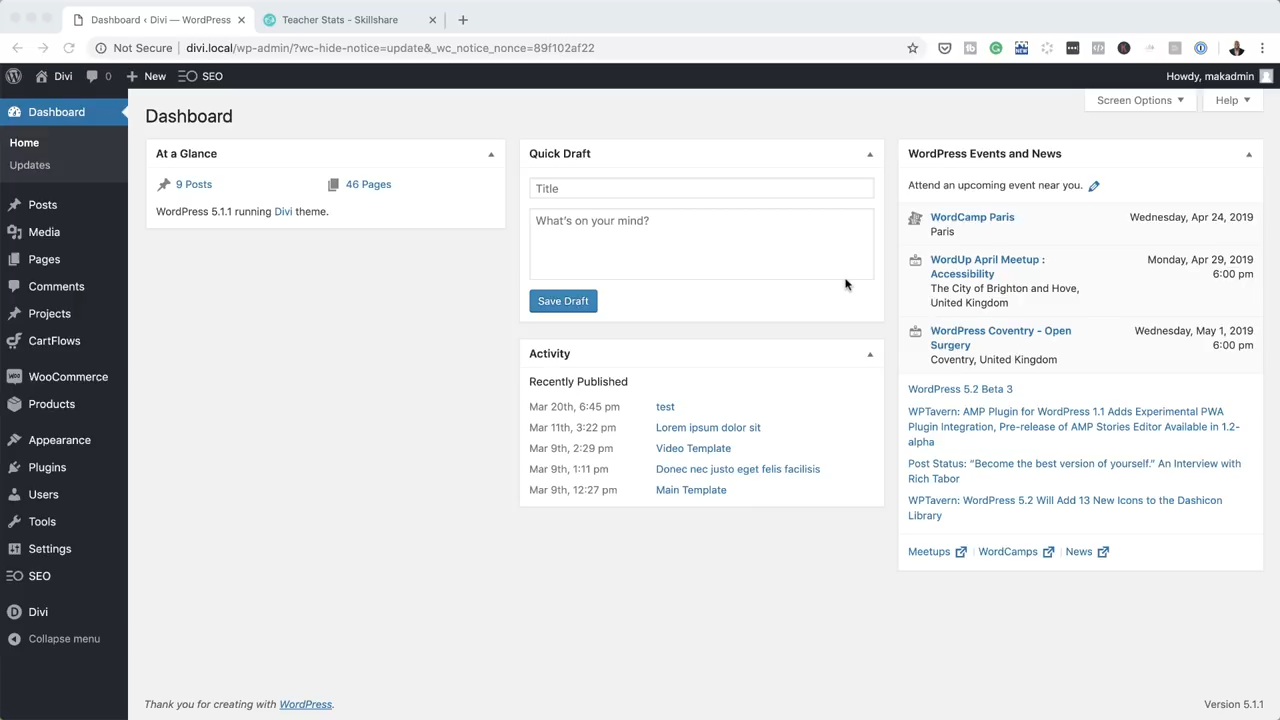 Dashboard ‹ Divi — WordPress
Teacher Stats - Skillshare
Not Secure
divi.local/wp-admin/?wc-hide-notice=update&_wc_notice_nonce=89f102af22
Divi
0
New
SEO
Howdy, makadmin
Dashboard
Home
Updates
Posts
Media
Pages
Comments
Projects
CartFlows
WooCommerce
Products
Appearance
Plugins
Users
Tools
Settings
SEO
Divi
Collapse menu
Screen Options
Help
Dashboard
At a Glance
9 Posts
46 Pages
WordPress 5.1.1 running Divi theme.
Quick Draft
Title
What's on your mind?
Save Draft
Activity
Recently Published
Mar 20th, 6:45 pm test
Mar 11th, 3:22 pm Lorem ipsum dolor sit
Mar 9th, 2:29 pm Video Template
Mar 9th, 1:11 pm Donec nec justo eget felis facilisis
Mar 9th, 12:27 pm Main Template
WordPress Events and News
Attend an upcoming event near you.
WordCamp Paris Wednesday, Apr 24, 2019
Paris
WordUp April Meetup : Monday, Apr 29, 2019
Accessibility 6:00 pm
The City of Brighton and Hove,
United Kingdom
WordPress Coventry - Open Wednesday, May 1, 2019
Surgery 6:00 pm
Coventry, United Kingdom
WordPress 5.2 Beta 3
WPTavern: AMP Plugin for WordPress 1.1 Adds Experimental PWA
Plugin Integration, Pre-release of AMP Stories Editor Available in 1.2-
alpha
Post Status: “Become the best version of yourself.” An Interview with
Rich Tabor
WPTavern: WordPress 5.2 Will Add 13 New Icons to the Dashicon
Library
Meetups
WordCamps
News
Thank you for creating with WordPress.
Version 5.1.1